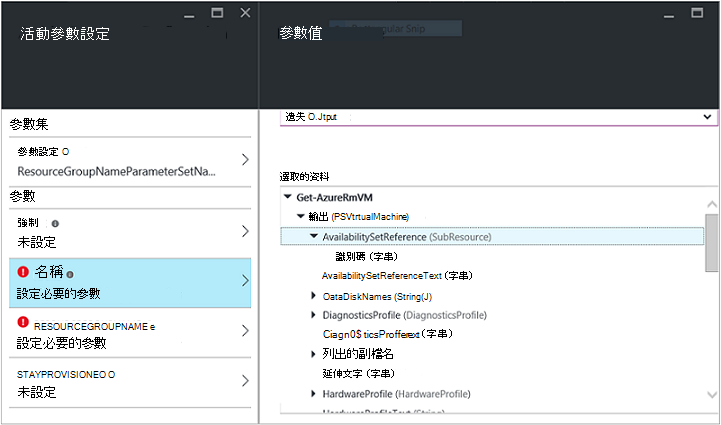 活動參數設定
參數集
參數設定 O
ResourceGroupNameParameterSetNa...
參數
強制
未設定
名稱
設定必要的參數
RESOURCEGROUPNAME e
設定必要的參數
STAYPROVISIONEO O
未設定
參數值
Snip
遺失 O.Jtput
選取的資料
Get-AzureRmVM
輸出 (PSVtrtualMachine)
AvailabilitySetReference (SubResource)
識別碼 (字串)
AvailabilitySetReferenceText (字串)
OataDiskNames (String(J)
DiagnosticsProfile (DiagnosticsProfile)
Ciagn0$ ticsProfferext (字串)
列出的副檔名
延伸文字 (字串)
HardwareProfile (HardwareProfile)
HardwareProfileText (String)